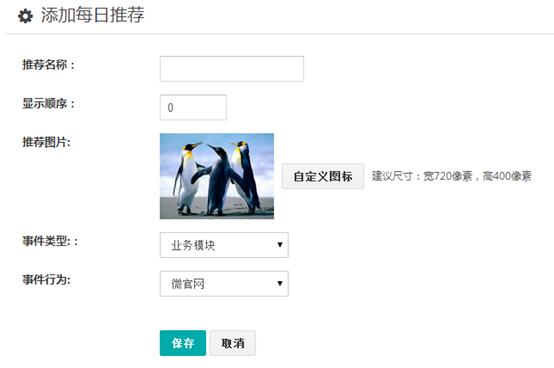 添加每日推荐
推荐名称：
显示顺序： 0
推荐图片:
自定义图标 建议尺寸：宽720像素，高400像素
事件类型:： 业务模块
事件行为: 微官网
保存 取消